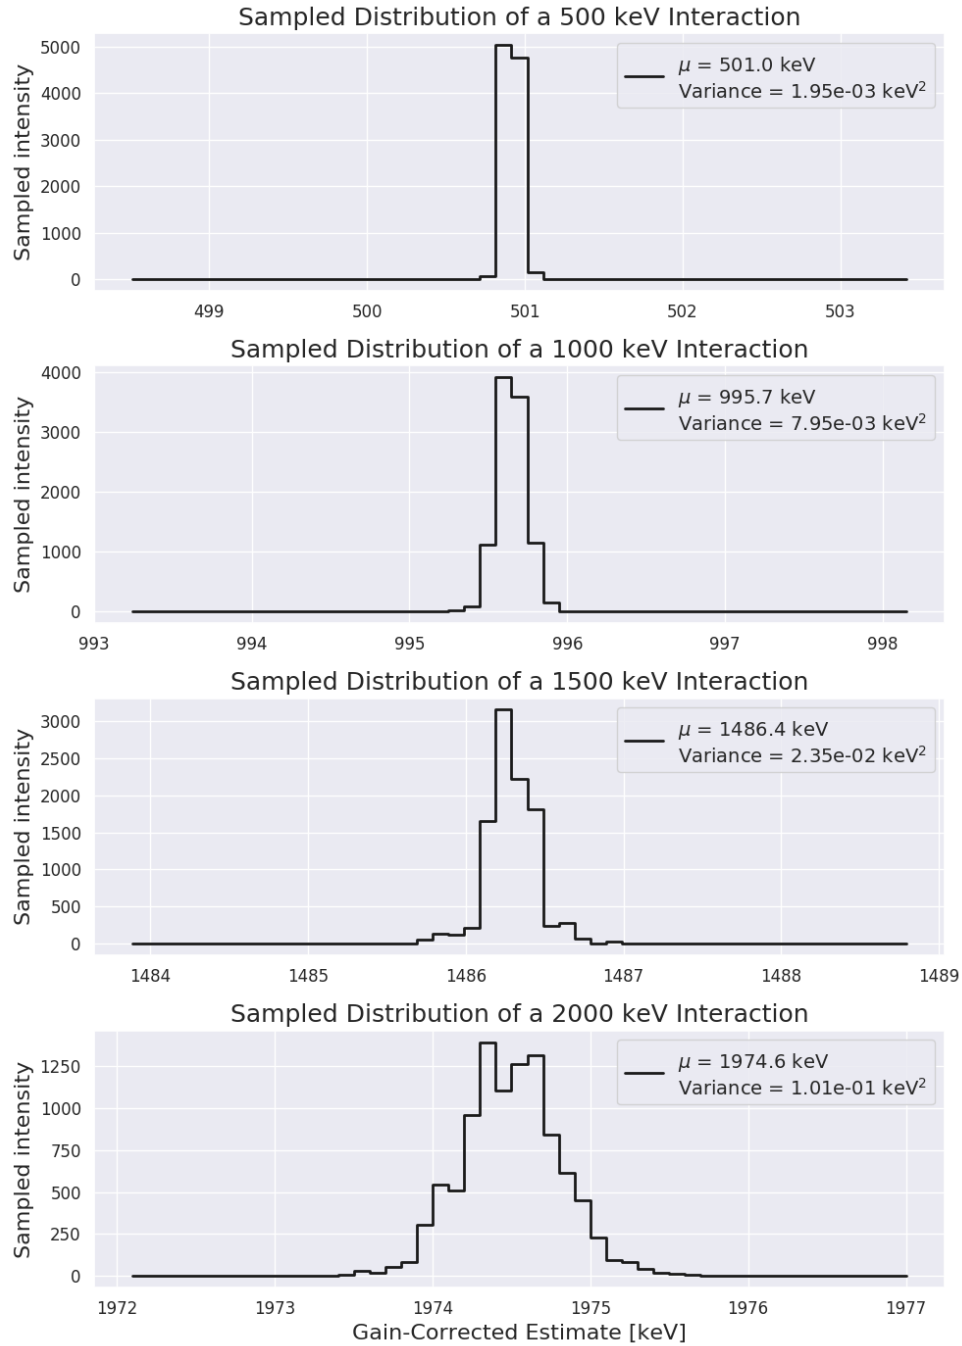 Sampled Distribution of a 500 keV Interaction
μ = 501.0 keV
Variance = 1.95e-03 keV²
Sampled intensity
5000
4000
3000
2000
1000
0
499 500 501 502 503
Sampled Distribution of a 1000 keV Interaction
μ = 995.7 keV
Variance = 7.95e-03 keV²
Sampled intensity
4000
3000
2000
1000
0
993 994 995 996 997 998
Sampled Distribution of a 1500 keV Interaction
μ = 1486.4 keV
Variance = 2.35e-02 keV²
Sampled intensity
3000
2500
2000
1500
1000
500
0
1484 1485 1486 1487 1488 1489
Sampled Distribution of a 2000 keV Interaction
μ = 1974.6 keV
Variance = 1.01e-01 keV²
Sampled intensity
1250
1000
750
500
250
0
1972 1973 1974 1975 1976 1977
Gain-Corrected Estimate [keV]